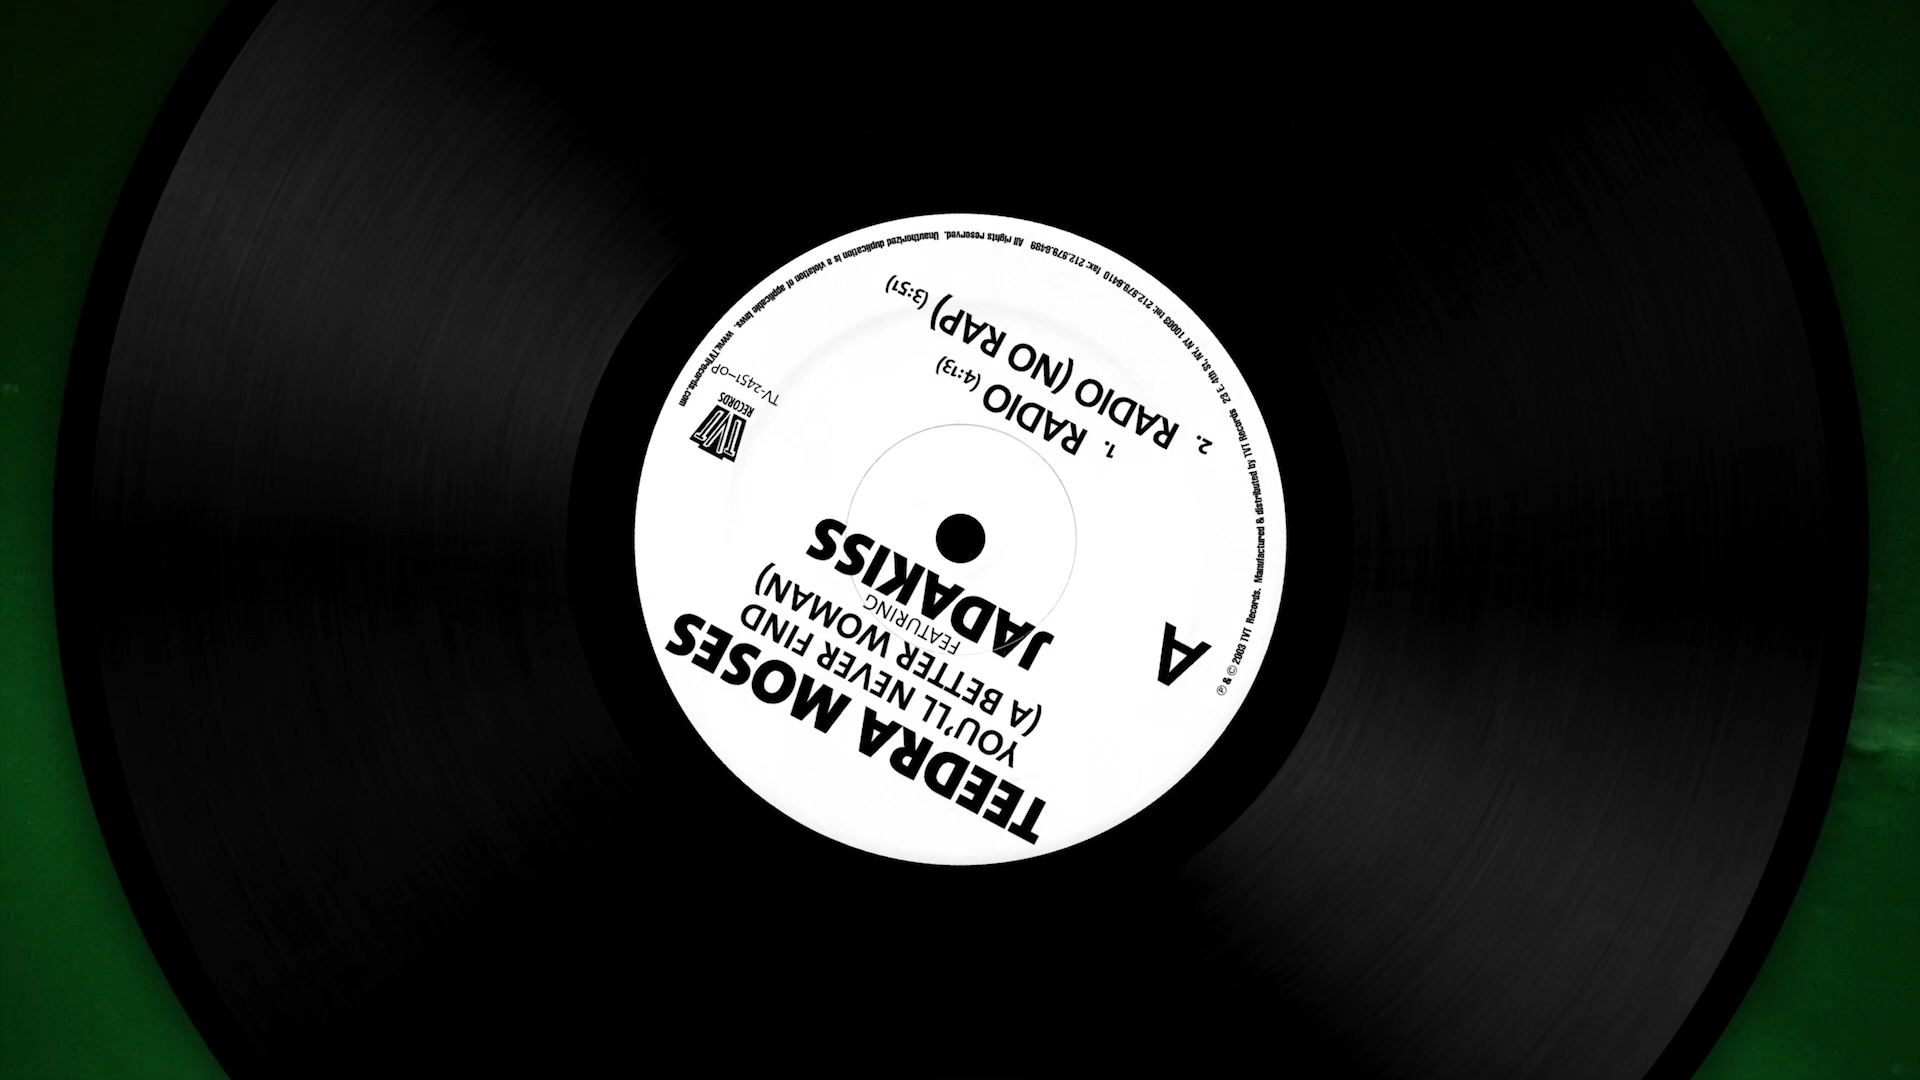 TEEDRA MOSES
YOU'LL NEVER FIND
(A BETTER WOMAN)
FEATURING
JADAKISS
A
TVT
RECORDS
TV-2451-0P
1. RADIO (4:13)
2. RADIO (NO RAP) (3:51)
℗ & © 2003 TVT Records. Manufactured & distributed by TVT Records 23 E. 4th St, NY, NY 10003 tel: 212.979.6410 fax: 212.979.6489 All rights reserved. Unauthorized duplication is a violation of applicable laws. www.TVTrecords.com